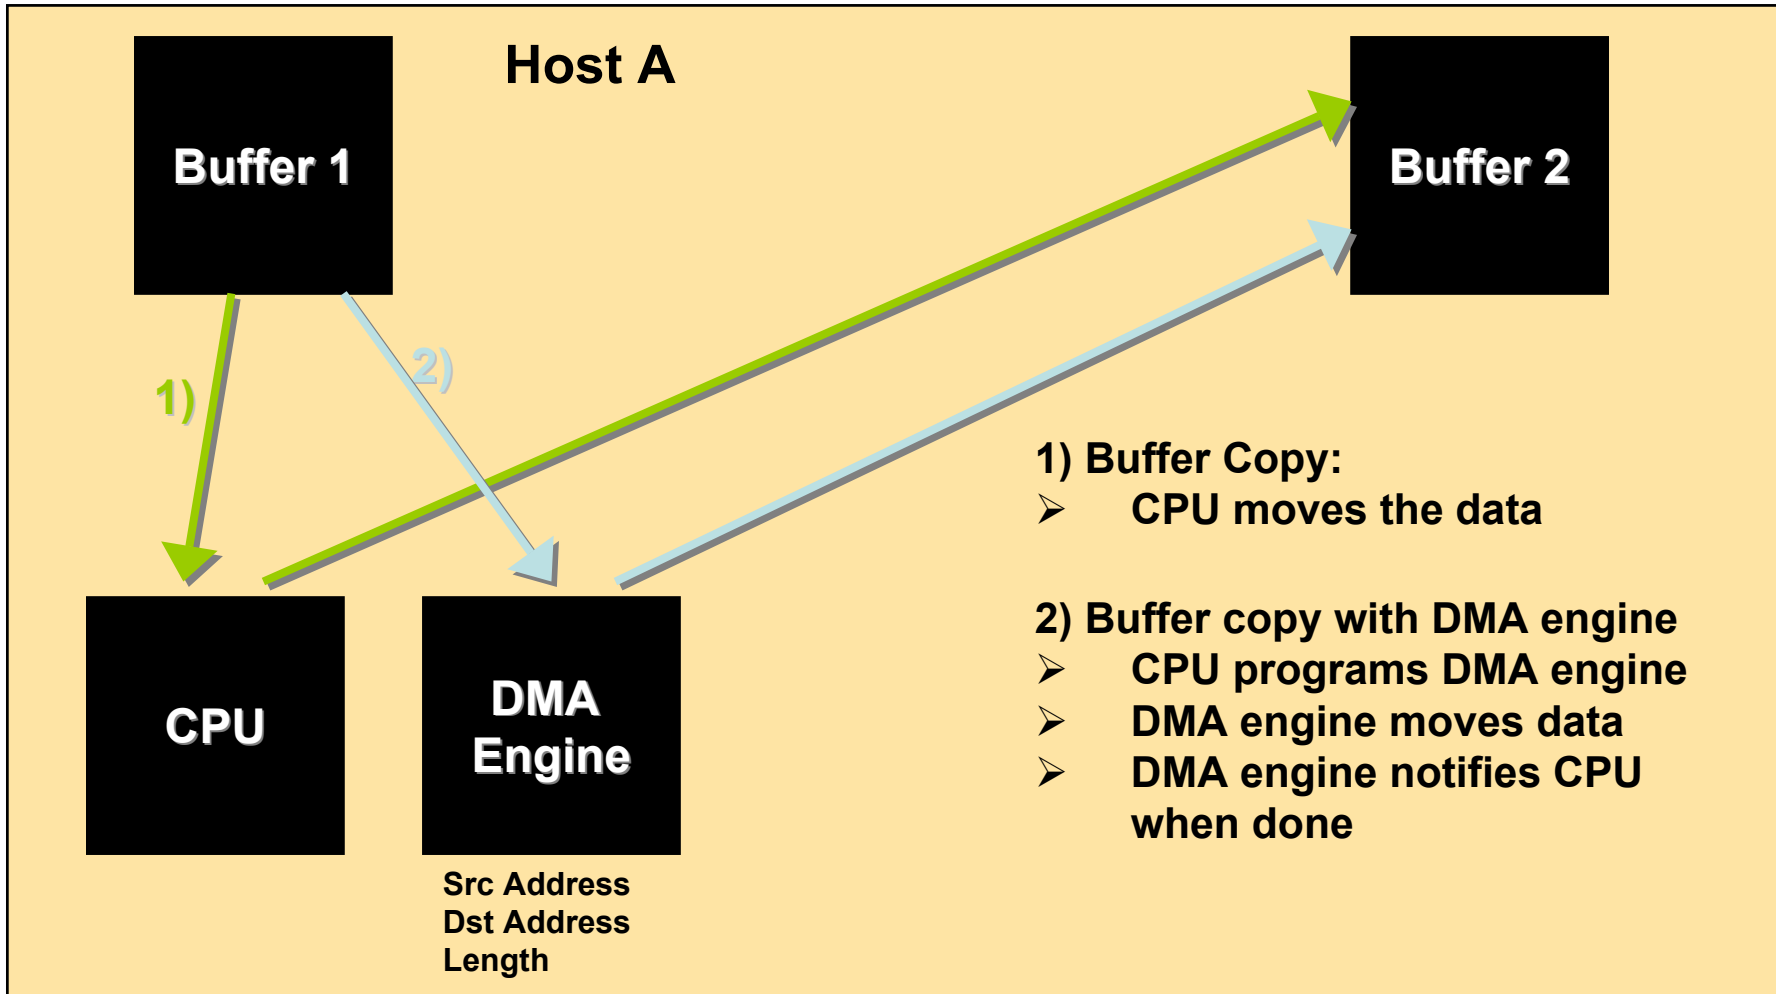 Host A
Buffer 1
Buffer 2
1)
2)
CPU
DMA
Engine
Src Address
Dst Address
Length
1) Buffer Copy:
➢ CPU moves the data
2) Buffer copy with DMA engine
➢ CPU programs DMA engine
➢ DMA engine moves data
➢ DMA engine notifies CPU
when done